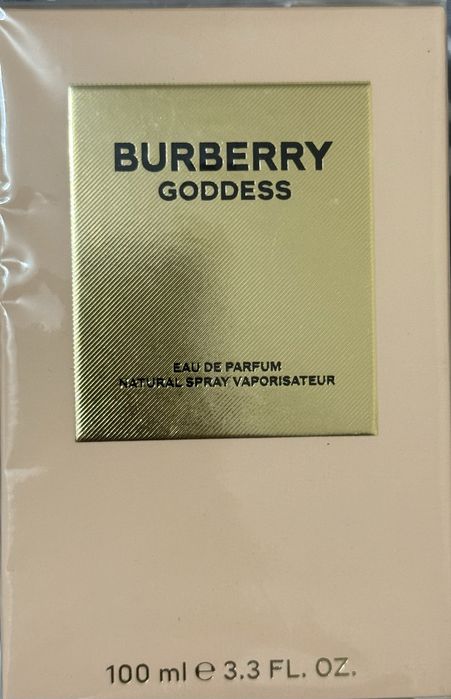 BURBERRY
GODDESS
EAU DE PARFUM
NATURAL SPRAY VAPORISATEUR
100 ml ℮ 3.3 FL. OZ.